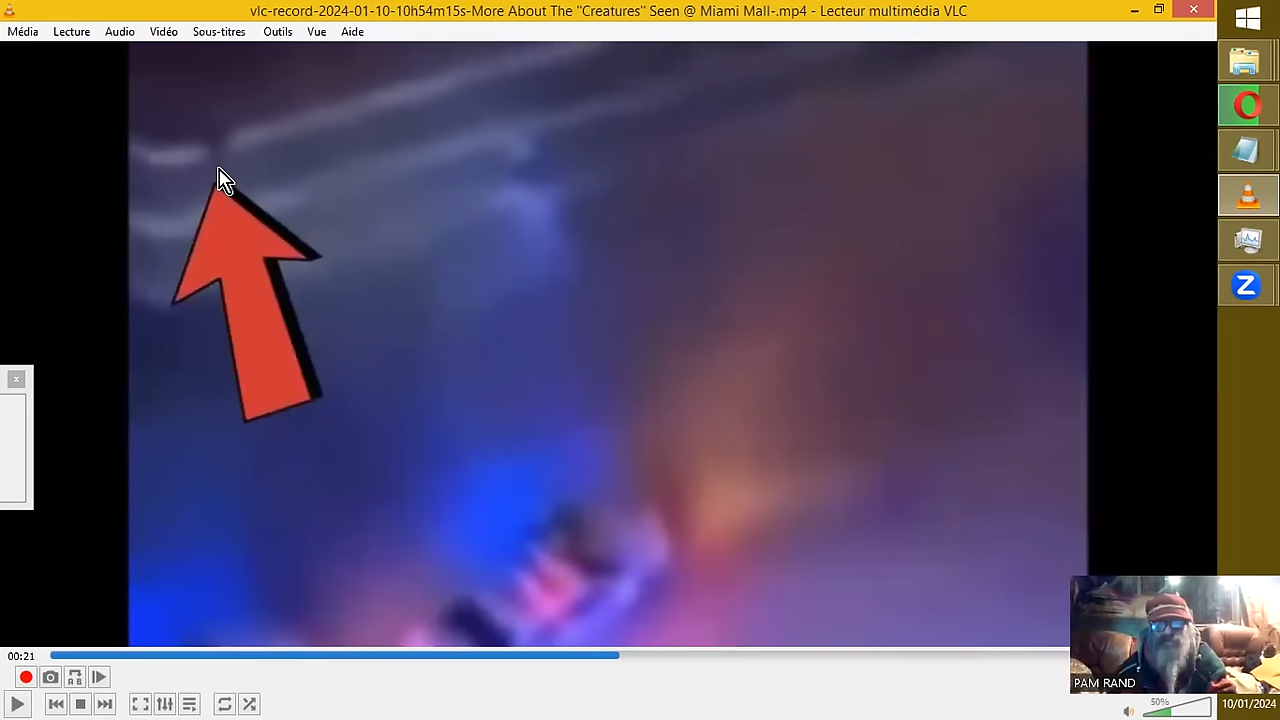 vlc-record-2024-01-10-10h54m15s-More About The "Creatures" Seen @ Miami Mall-.mp4 - Lecteur multimédia VLC
Média Lecture Audio Vidéo Sous-titres Outils Vue Aide
00:21
A B
PAM RAND
50%
10/01/2024
Z